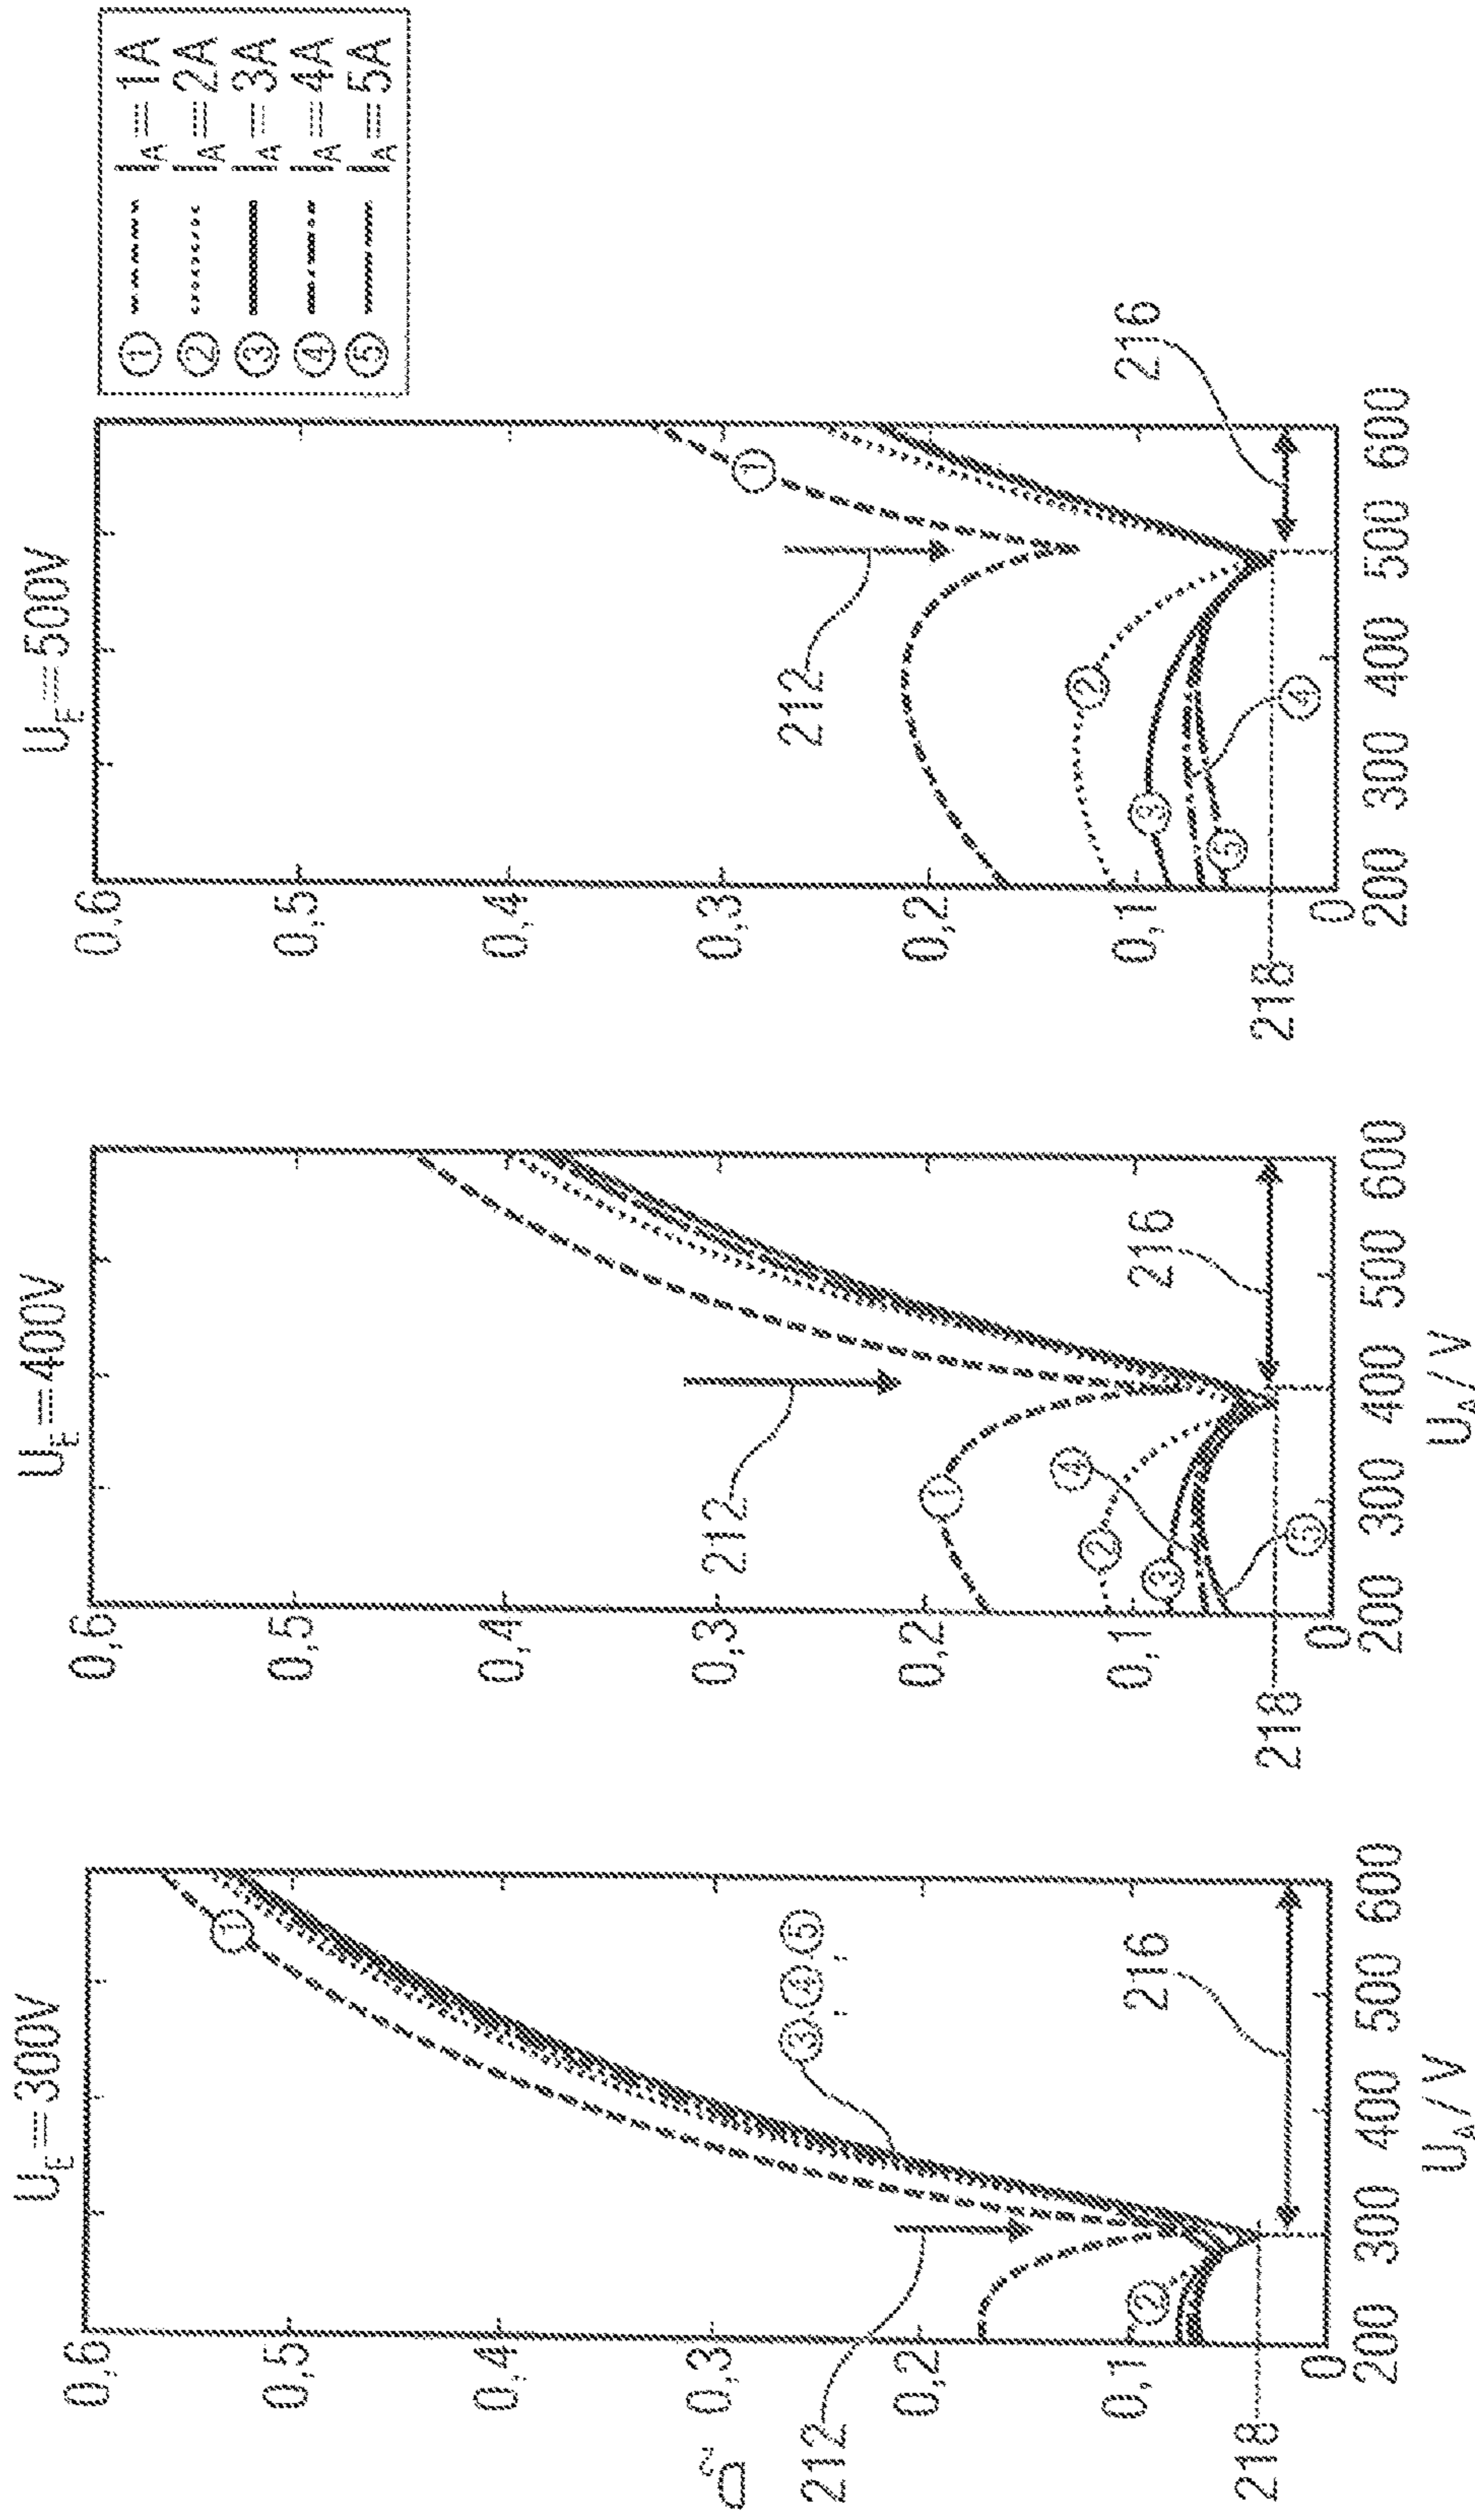 U_E=300V
0,6
0,5
0,4
0,3
0,2
0,1
0
200 300 400 500 600
U_A/V
D_2
212
216
218
①
②
③ ④ ⑤
U_E=400V
0,6
0,5
0,4
0,3
0,2
0,1
0
200 300 400 500 600
U_A/V
212
216
218
①
②
③
④
⑤
U_E=500V
0,6
0,5
0,4
0,3
0,2
0,1
0
200 300 400 500 600
212
216
218
①
②
③
④
⑤
① I_A=1A
② I_A=2A
③ I_A=3A
④ I_A=4A
⑤ I_A=5A